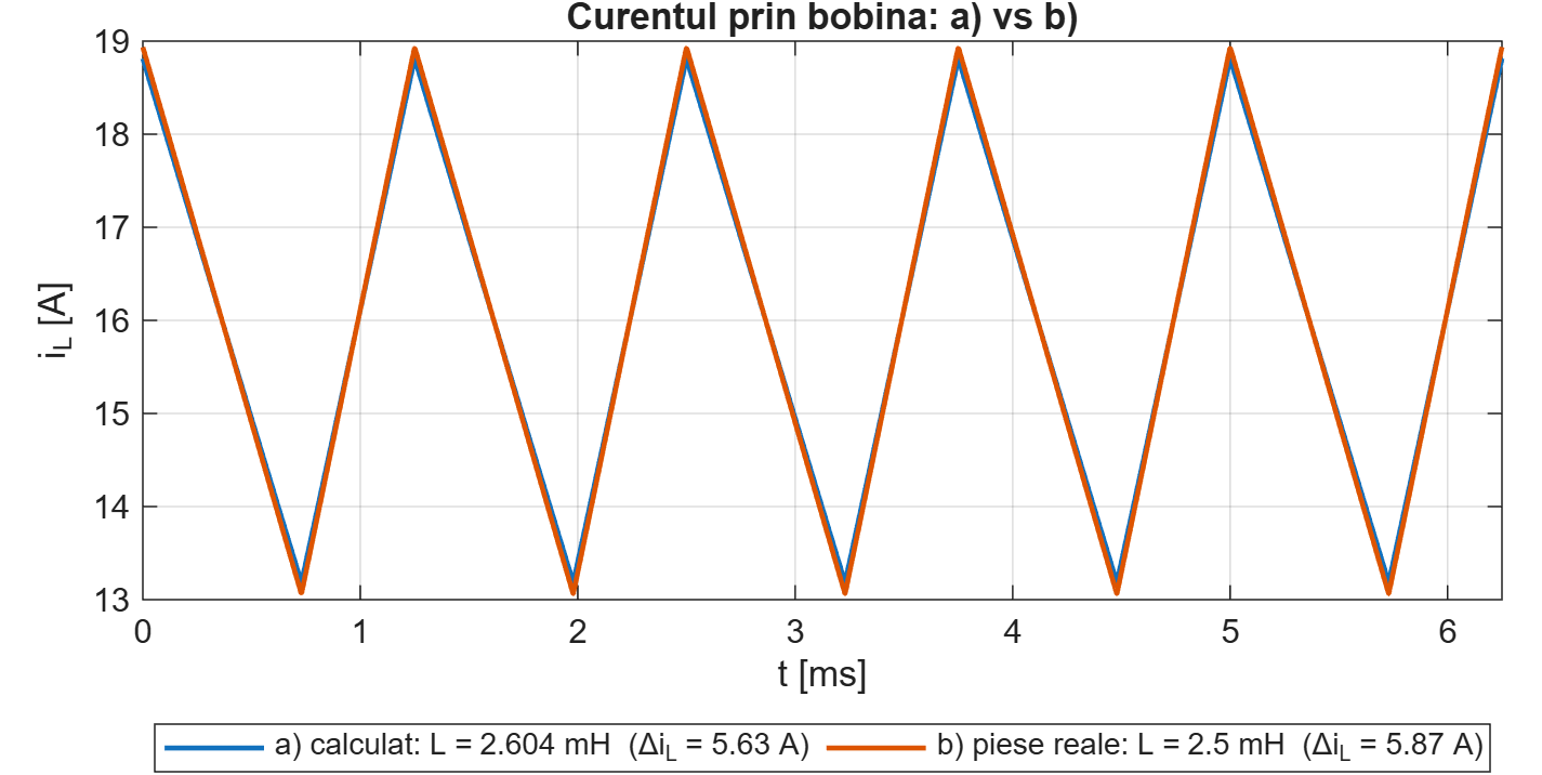 Curentul prin bobina: a) vs b)
19
18
17
16
15
14
13
i_L [A]
0 1 2 3 4 5 6
t [ms]
a) calculat: L = 2.604 mH (Δi_L = 5.63 A) b) piese reale: L = 2.5 mH (Δi_L = 5.87 A)